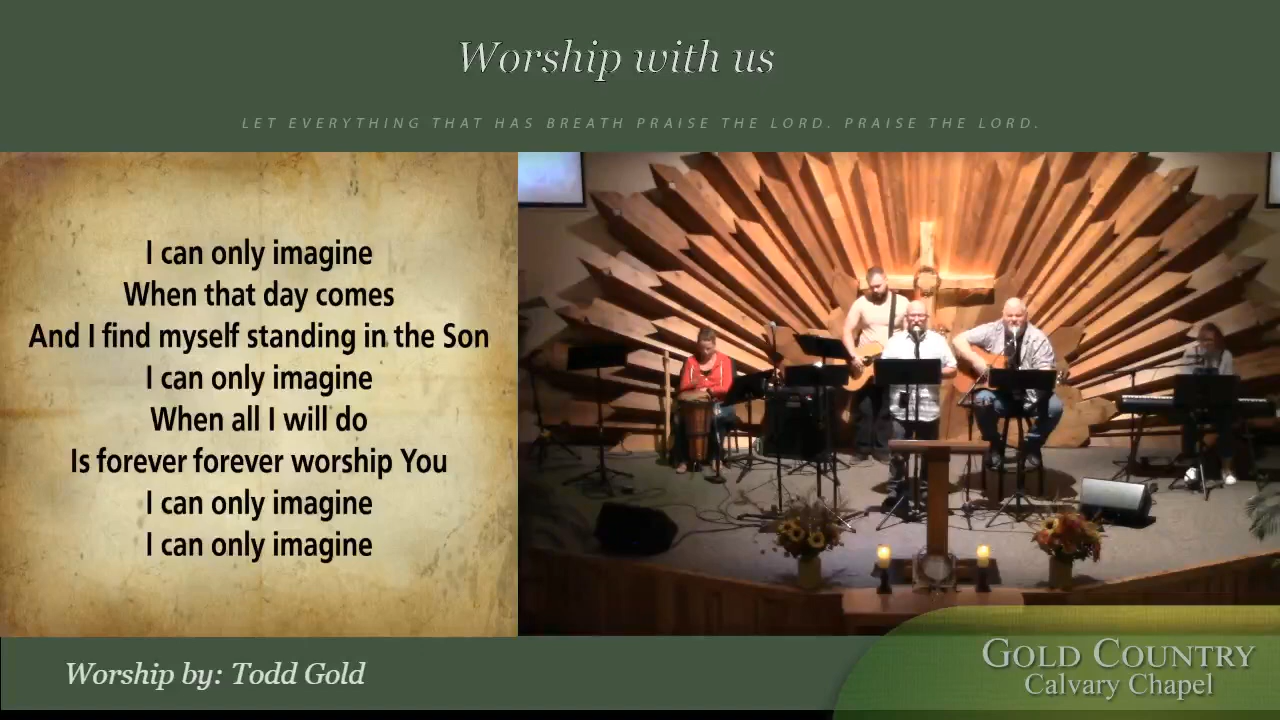 Worship with us
LET EVERYTHING THAT HAS BREATH PRAISE THE LORD. PRAISE THE LORD.
I can only imagine
When that day comes
And I find myself standing in the Son
I can only imagine
When all I will do
Is forever forever worship You
I can only imagine
I can only imagine
Worship by: Todd Gold
GOLD COUNTRY
Calvary Chapel